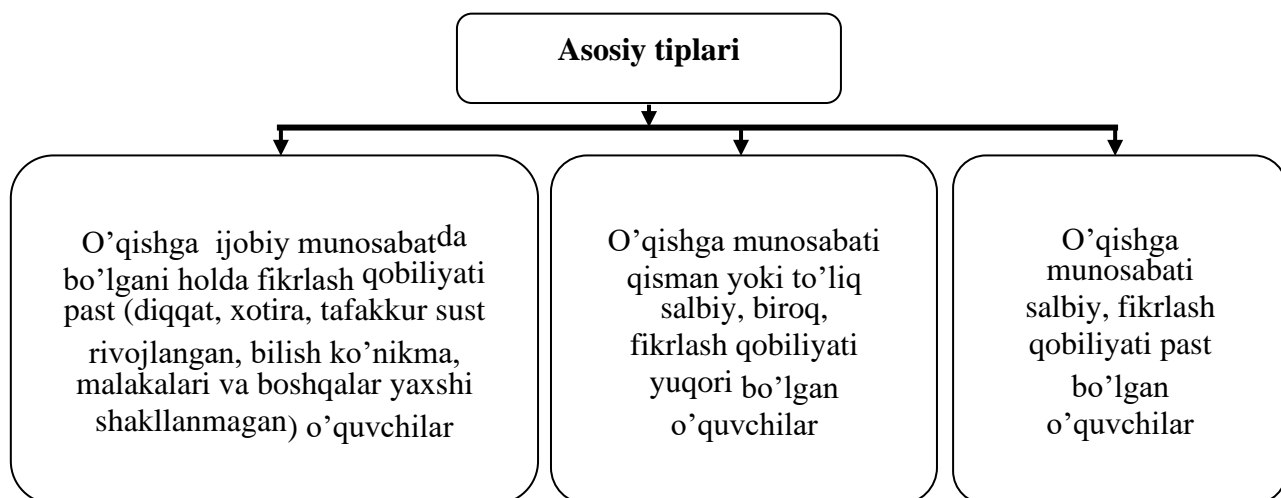 Asosiy tiplari
O’qishga ijobiy munosabatda
bo’lgani holda fikrlash qobiliyati
past (diqqat, xotira, tafakkur sust
rivojlangan, bilish ko’nikma,
malakalari va boshqalar yaxshi
shakllanmagan) o’quvchilar
O’qishga munosabati
qisman yoki to’liq
salbiy, biroq,
fikrlash qobiliyati
yuqori bo’lgan
o’quvchilar
O’qishga
munosabati
salbiy, fikrlash
qobiliyati past
bo’lgan
o’quvchilar